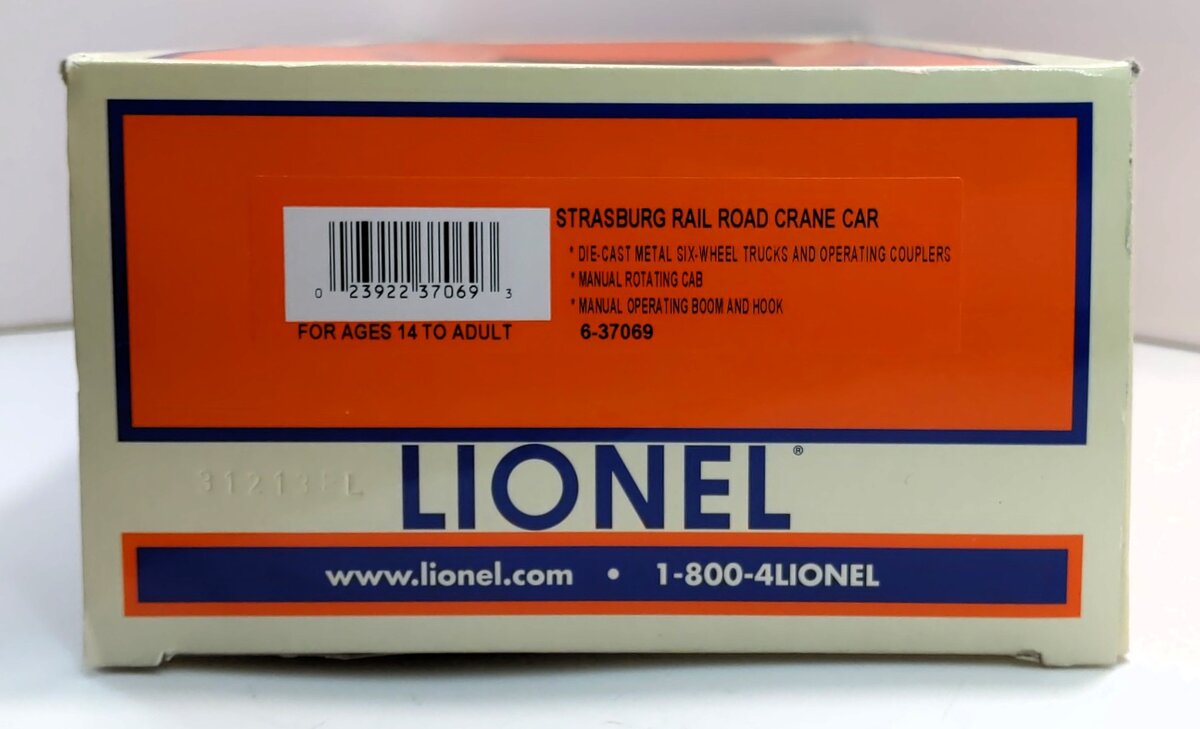 STRASBURG RAIL ROAD CRANE CAR
* DIE-CAST METAL SIX-WHEEL TRUCKS AND OPERATING COUPLERS
* MANUAL ROTATING CAB
* MANUAL OPERATING BOOM AND HOOK
0 23922 37069 3
FOR AGES 14 TO ADULT
6-37069
LIONEL®
www.lionel.com • 1-800-4LIONEL